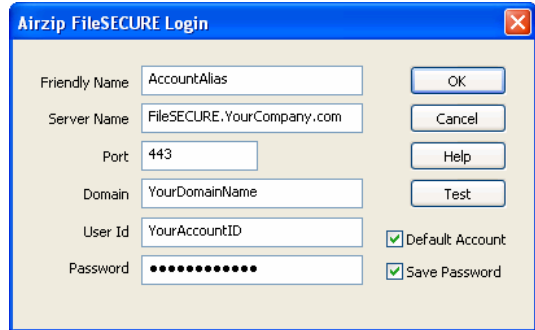 Airzip FileSECURE Login
Friendly Name AccountAlias OK
Server Name FileSECURE.YourCompany.com Cancel
Port 443 Help
Domain YourDomainName Test
User Id YourAccountID Default Account
Password ●●●●●●●●●●●● Save Password